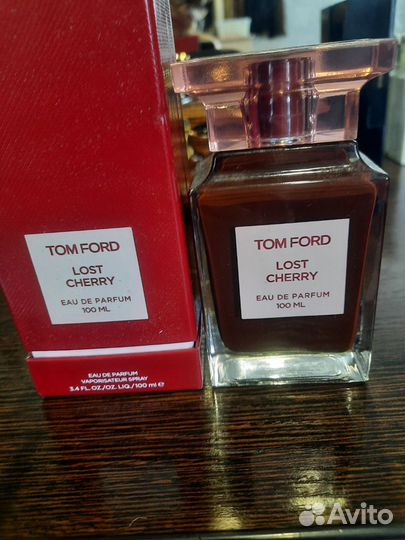 TOM FORD
LOST
CHERRY
EAU DE PARFUM
100 ML
EAU DE PARFUM
VAPORISATEUR SPRAY
3.4 FL.OZ./OZ. LIQ./100 ml e
TOM FORD
LOST
CHERRY
EAU DE PARFUM
100 ML
Avito